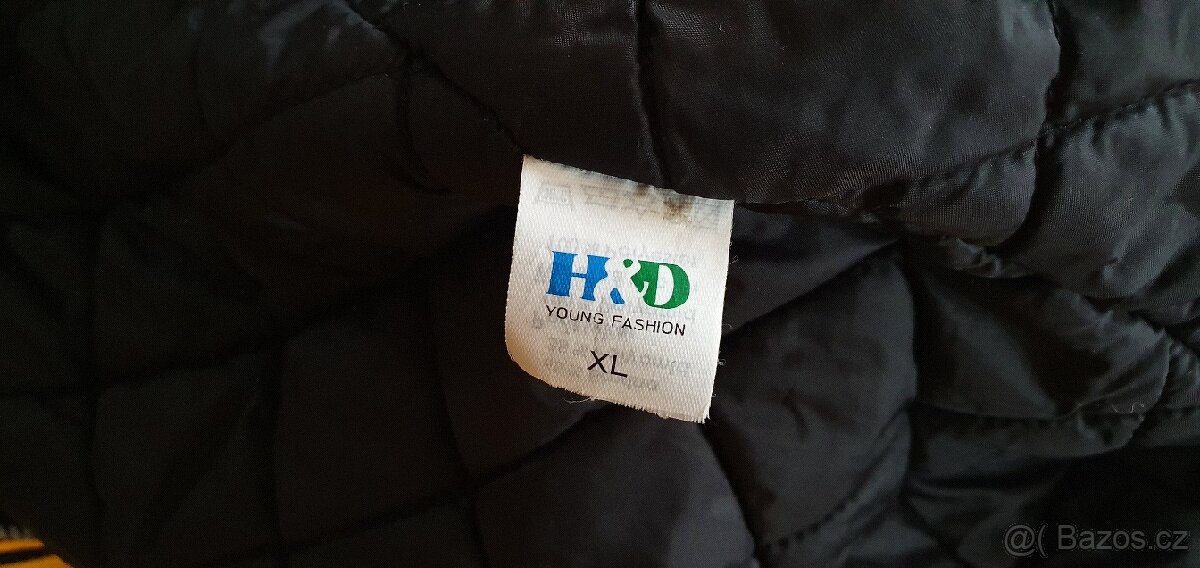 H&D
YOUNG FASHION
XL
@( Bazos.cz